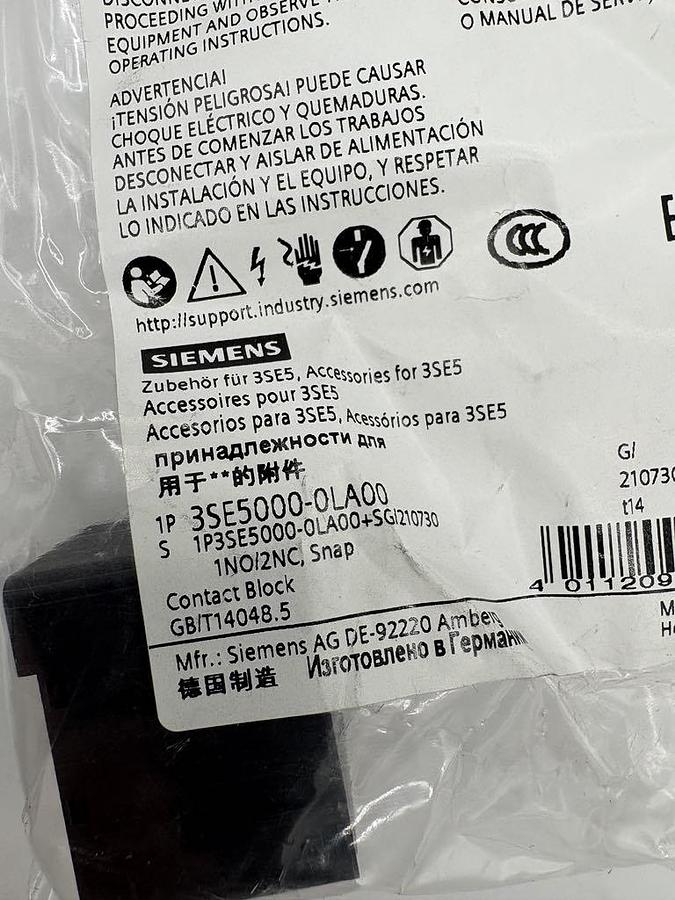 PROCEEDING WITH
EQUIPMENT AND OBSERVE
OPERATING INSTRUCTIONS.
O MANUAL DE
ADVERTENCIA!
¡TENSIÓN PELIGROSA! PUEDE CAUSAR
CHOQUE ELÉCTRICO Y QUEMADURAS.
ANTES DE COMENZAR LOS TRABAJOS
DESCONECTAR Y AISLAR DE ALIMENTACIÓN
LA INSTALACIÓN Y EL EQUIPO, Y RESPETAR
LO INDICADO EN LAS INSTRUCCIONES.
CCC
http://support.industry.siemens.com
SIEMENS
Zubehör für 3SE5, Accessories for 3SE5
Accessoires pour 3SE5
Accesorios para 3SE5, Acessórios para 3SE5
принадлежности для
用于**的附件
1P 3SE5000-0LA00
S 1P3SE5000-0LA00+SG/210730
1NO/2NC, Snap
Contact Block
GB/T14048.5
G/
210730
t14
4 011209
Mfr.: Siemens AG DE-92220 Amberg
德国制造 Изготовлено в Германии